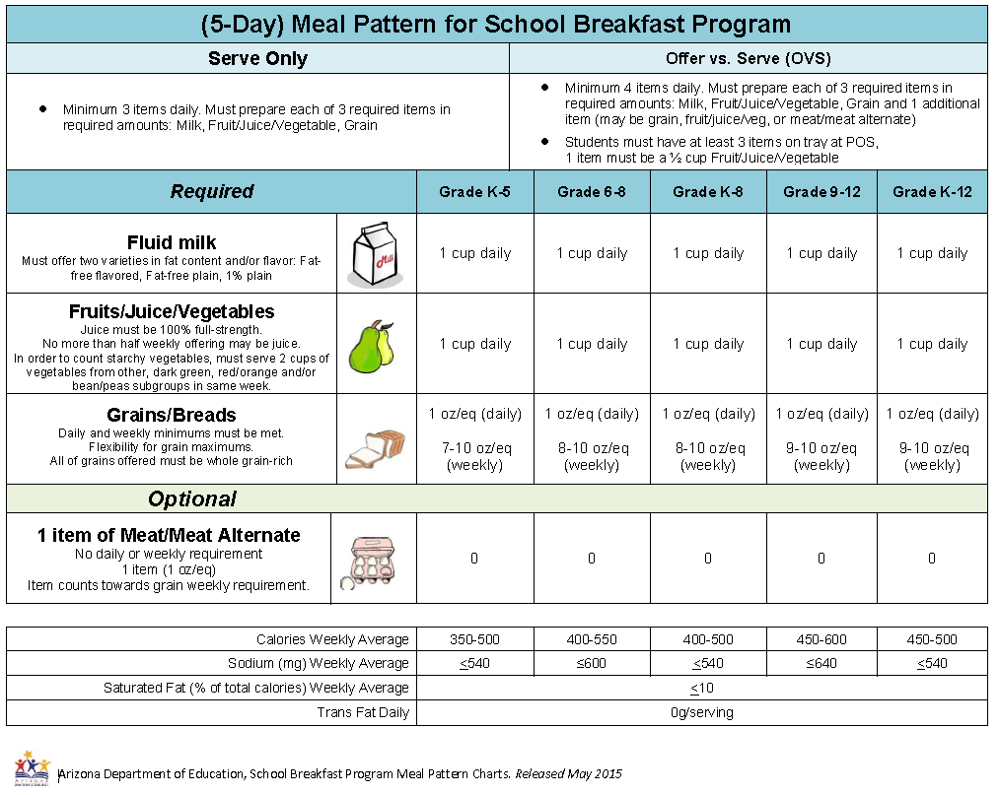 (5-Day) Meal Pattern for School Breakfast Program
Serve Only
Offer vs. Serve (OVS)
● Minimum 3 items daily. Must prepare each of 3 required items in
required amounts: Milk, Fruit/Juice/Vegetable, Grain
● Minimum 4 items daily. Must prepare each of 3 required items in
required amounts: Milk, Fruit/Juice/Vegetable, Grain and 1 additional
item (may be grain, fruit/juice/veg, or meat/meat alternate)
● Students must have at least 3 items on tray at POS,
1 item must be a ½ cup Fruit/Juice/Vegetable
Required Grade K-5 Grade 6-8 Grade K-8 Grade 9-12 Grade K-12
Fluid milk
Must offer two varieties in fat content and/or flavor: Fat-
free flavored, Fat-free plain, 1% plain
Milk
1 cup daily 1 cup daily 1 cup daily 1 cup daily 1 cup daily
Fruits/Juice/Vegetables
Juice must be 100% full-strength.
No more than half weekly offering may be juice.
In order to count starchy vegetables, must serve 2 cups of
vegetables from other, dark green, red/orange and/or
bean/peas subgroups in same week.
1 cup daily 1 cup daily 1 cup daily 1 cup daily 1 cup daily
Grains/Breads
Daily and weekly minimums must be met.
Flexibility for grain maximums.
All of grains offered must be whole grain-rich
1 oz/eq (daily) 1 oz/eq (daily) 1 oz/eq (daily) 1 oz/eq (daily) 1 oz/eq (daily)
7-10 oz/eq 8-10 oz/eq 8-10 oz/eq 9-10 oz/eq 9-10 oz/eq
(weekly) (weekly) (weekly) (weekly) (weekly)
Optional
1 item of Meat/Meat Alternate
No daily or weekly requirement
1 item (1 oz/eq)
Item counts towards grain weekly requirement.
0 0 0 0 0
Calories Weekly Average 350-500 400-550 400-500 450-600 450-500
Sodium (mg) Weekly Average ≤540 ≤600 ≤540 ≤640 ≤540
Saturated Fat (% of total calories) Weekly Average ≤10
Trans Fat Daily 0g/serving
Arizona Department of Education, School Breakfast Program Meal Pattern Charts. Released May 2015